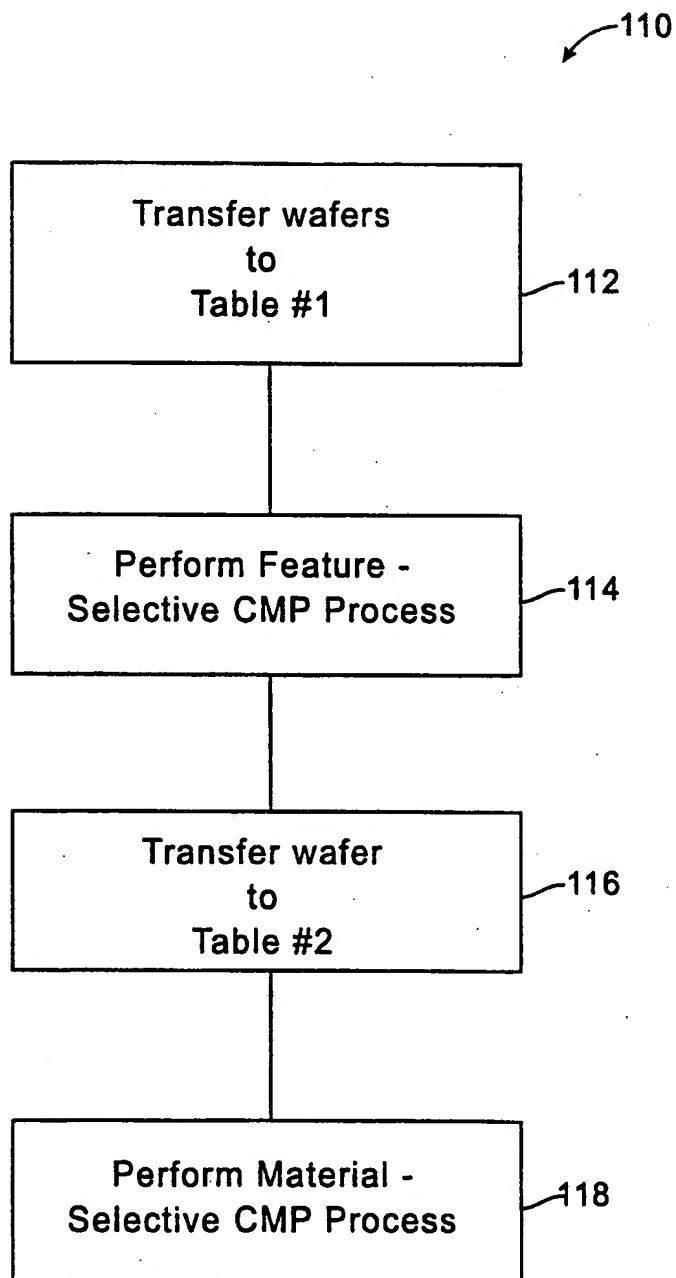 110
Transfer wafers
to
Table #1
112
Perform Feature -
Selective CMP Process
114
Transfer wafer
to
Table #2
116
Perform Material -
Selective CMP Process
118